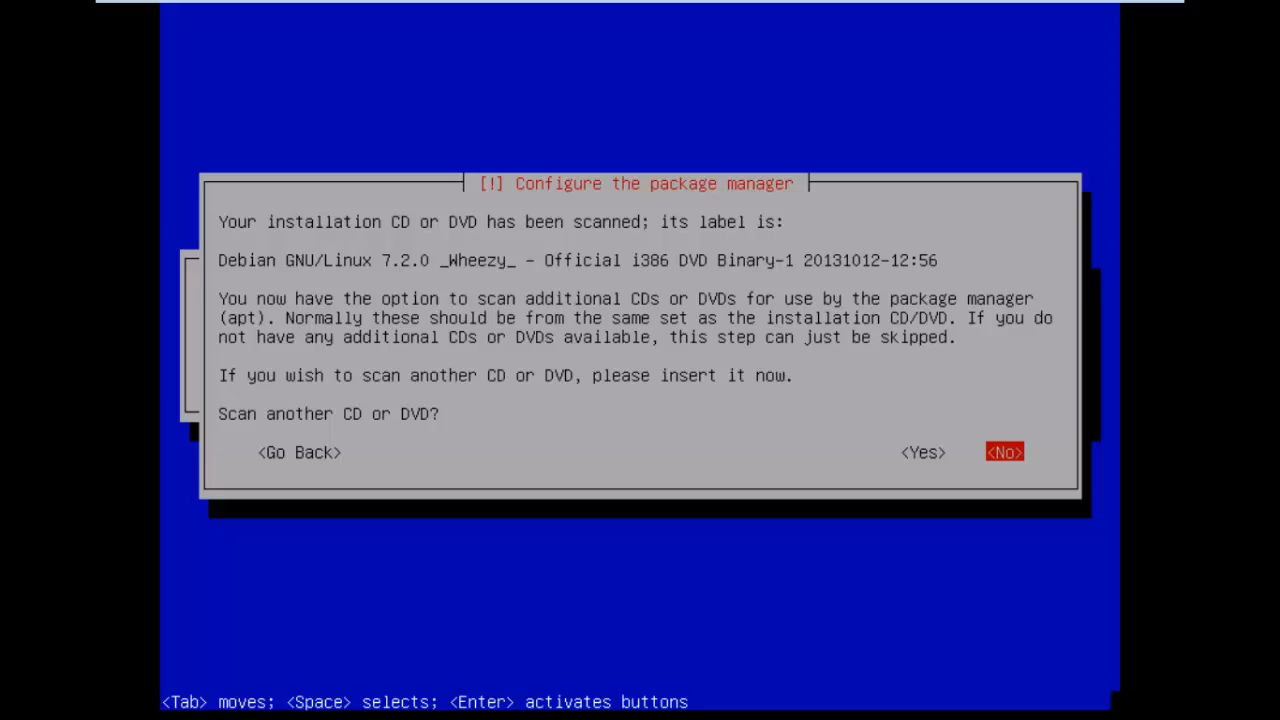 [!] Configure the package manager
Your installation CD or DVD has been scanned; its label is:
Debian GNU/Linux 7.2.0 _Wheezy_ - Official i386 DVD Binary-1 20131012-12:56
You now have the option to scan additional CDs or DVDs for use by the package manager
(apt). Normally these should be from the same set as the installation CD/DVD. If you do
not have any additional CDs or DVDs available, this step can just be skipped.
If you wish to scan another CD or DVD, please insert it now.
Scan another CD or DVD?
<Go Back> <Yes> <No>
<Tab> moves; <Space> selects; <Enter> activates buttons